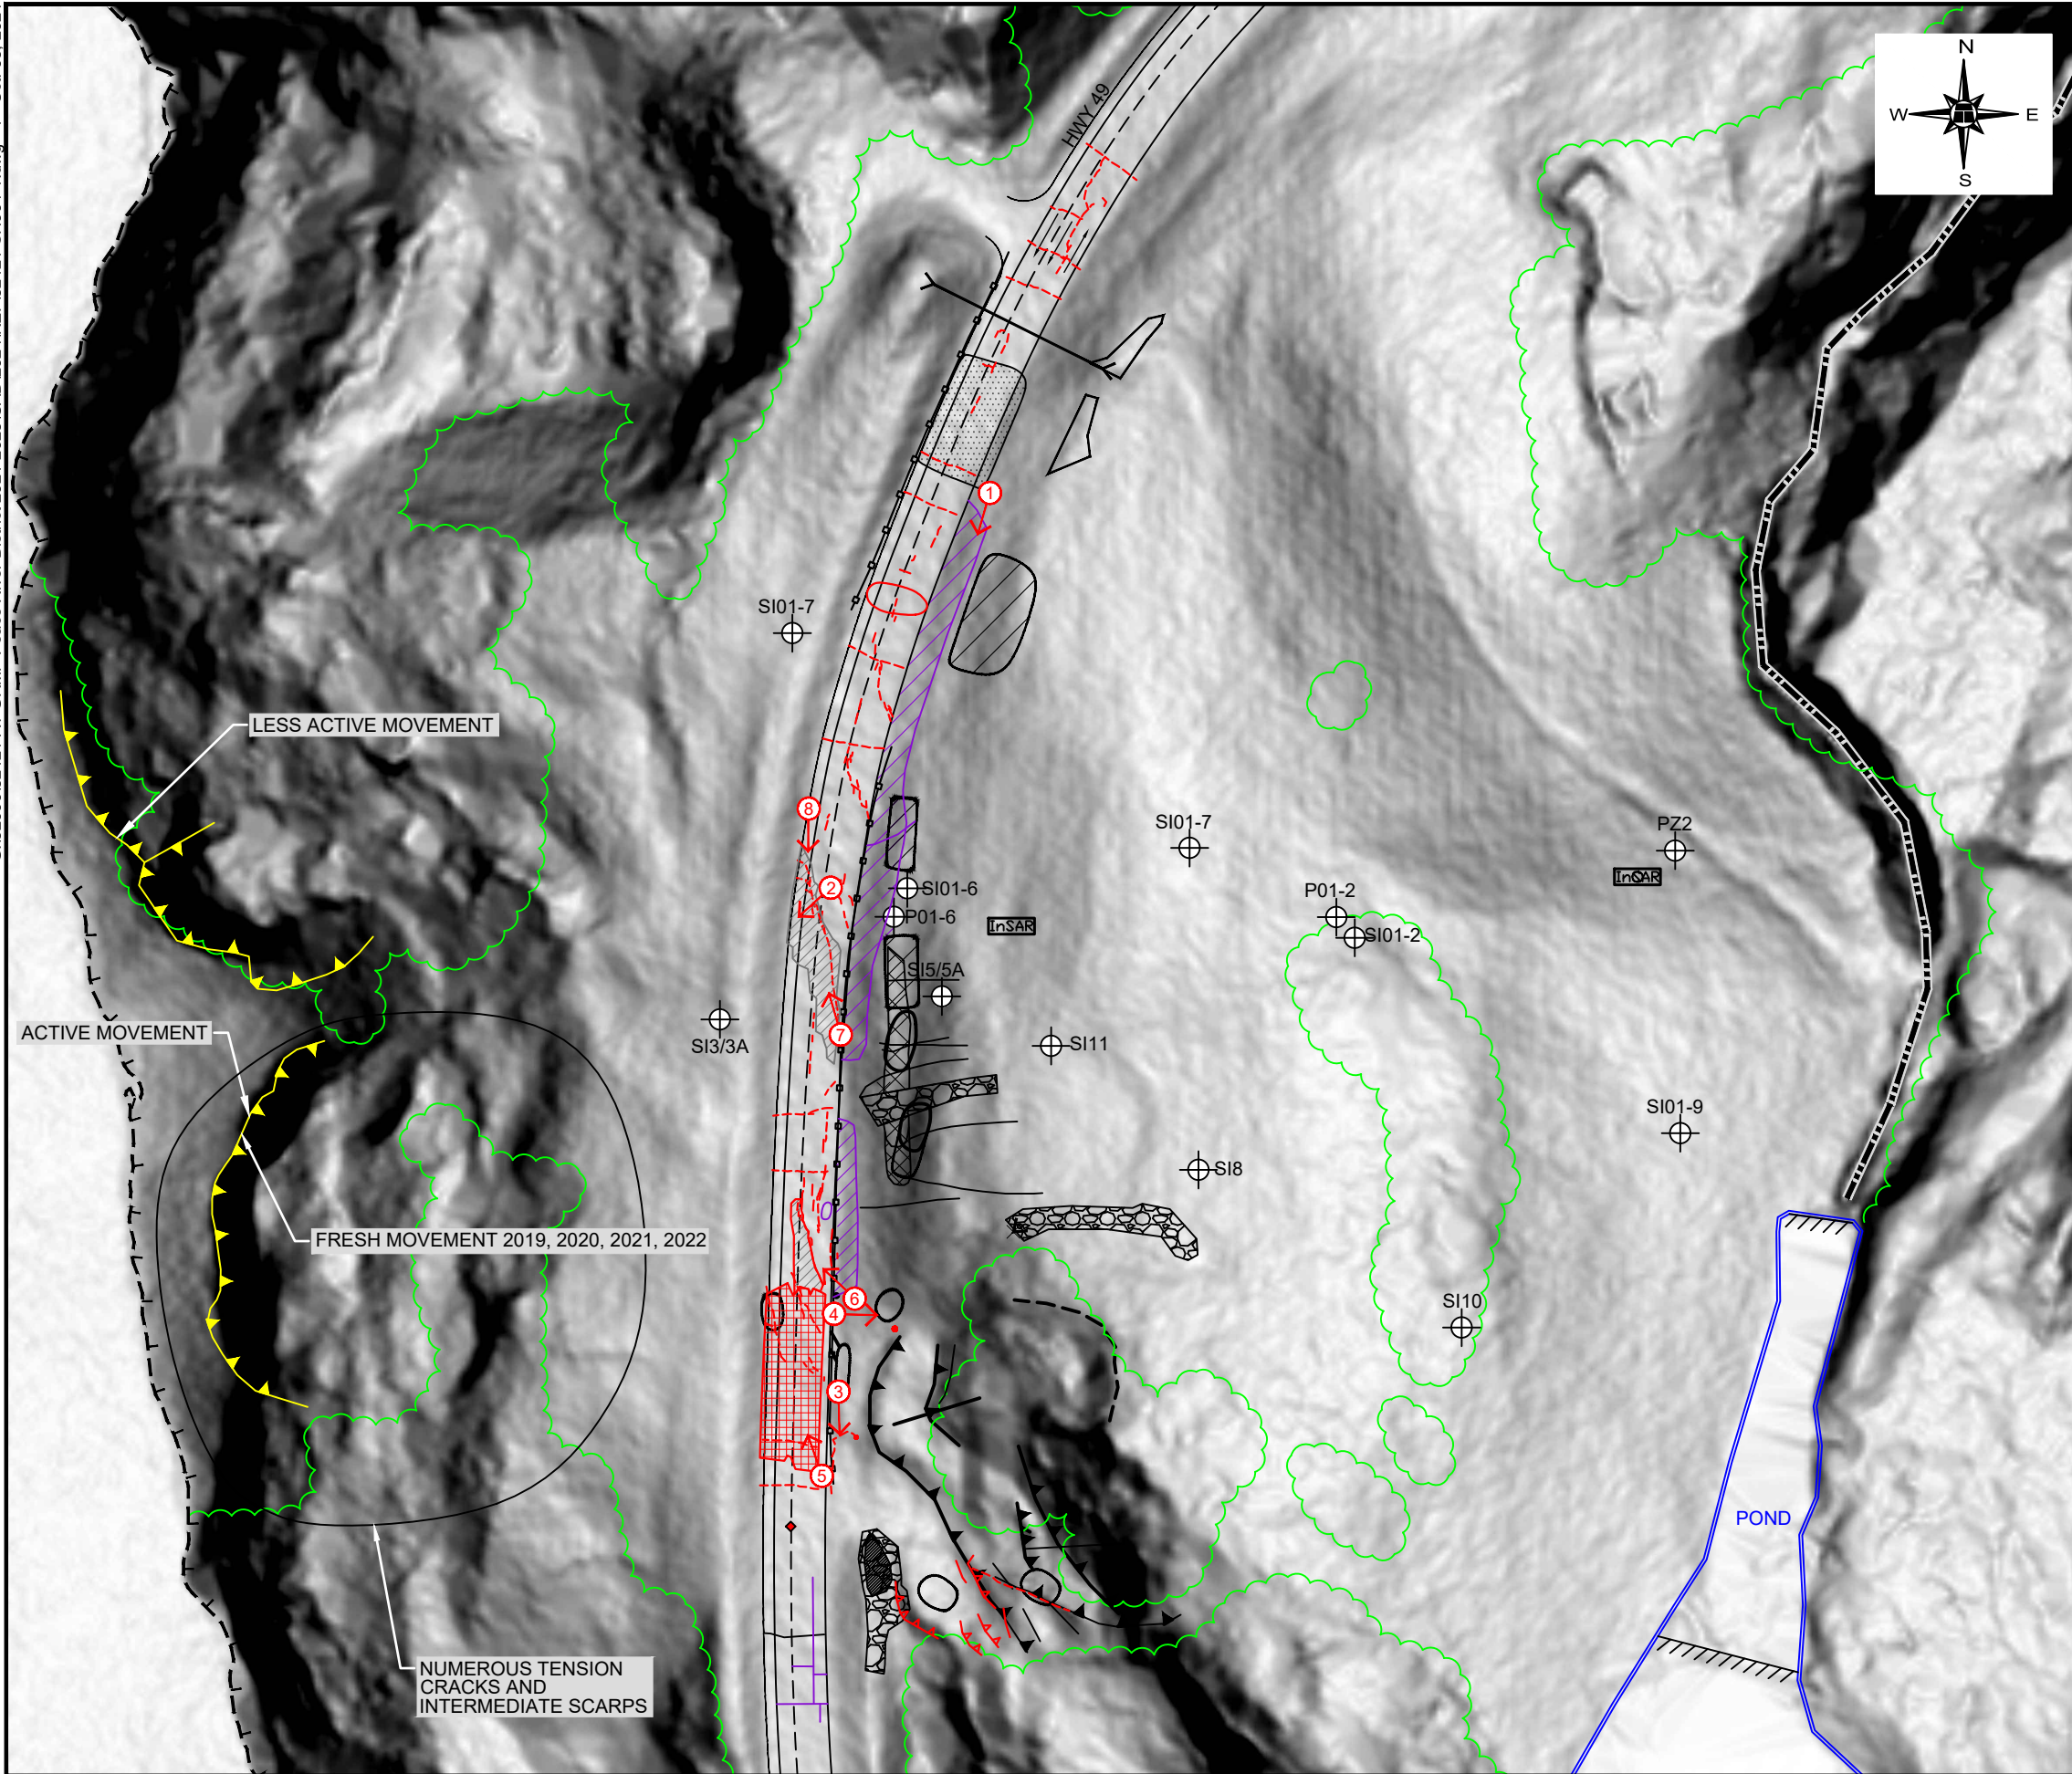 N
W E
S
HWY 49
1
SI01-7
LESS ACTIVE MOVEMENT
8
SI01-7
PZ2
InSAR
2
SI01-6
P01-6
InSAR
P01-2
SI01-2
SI5/5A
ACTIVE MOVEMENT
SI3/3A
7
SI11
SI01-9
SI8
FRESH MOVEMENT 2019, 2020, 2021, 2022
6
4
SI10
3
5
POND
NUMEROUS TENSION
CRACKS AND
INTERMEDIATE SCARPS